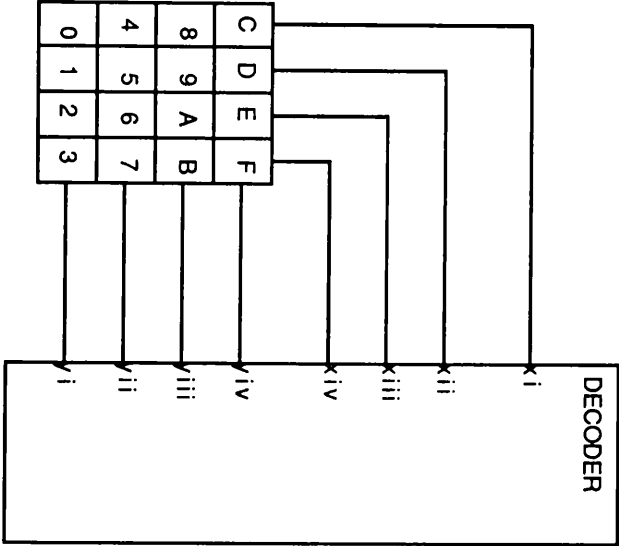 DECODER
xi
xii
xiii
xiv
yiv
yiii
yii
yi
C D E F
8 9 A B
4 5 6 7
0 1 2 3